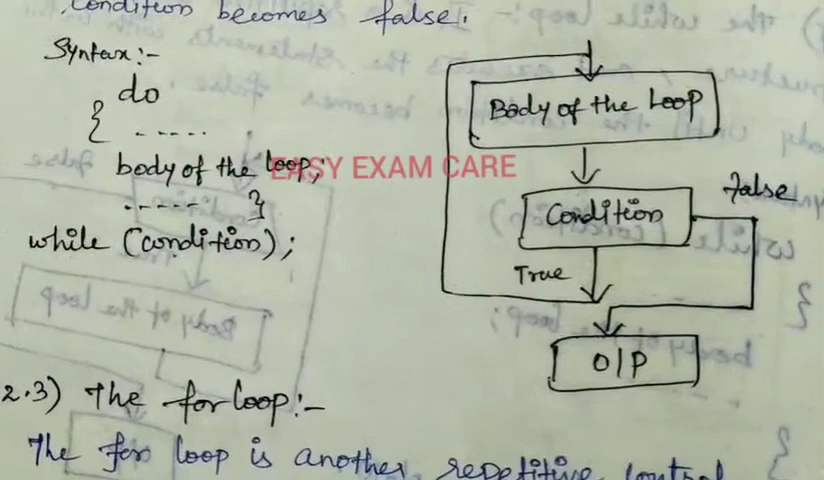 condition becomes false.
Syntax:-
do
{ .....
body of the loop;
..... }
while (condition);
EASY EXAM CARE
Body of the Loop
Condition
false
True
O/P
2.3) The for loop:-
The for loop is another repetitive control